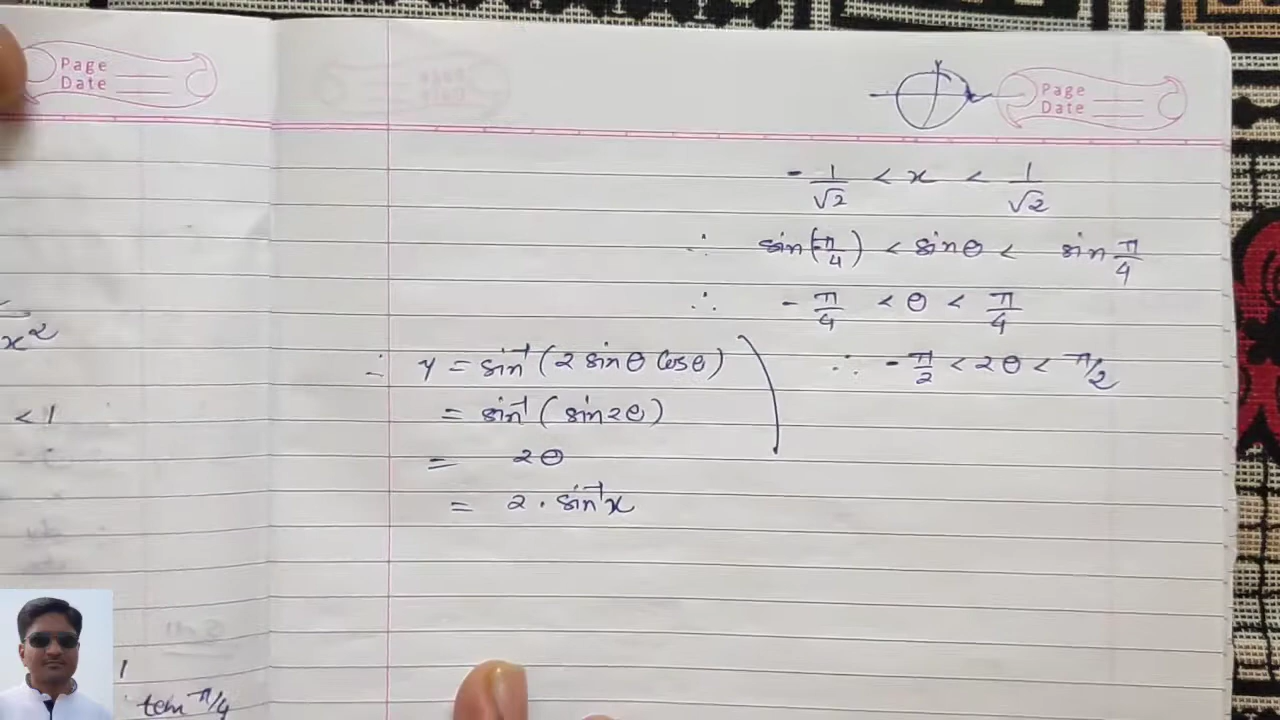 Page
Date
Page
Date
- 1/√2 < x < 1/√2
∴ sin(-π/4) < sinθ < sin π/4
∴ - π/4 < θ < π/4
x²
∴ y = sin⁻¹(2 sinθ cosθ)
∴ - π/2 < 2θ < π/2
< 1
= sin⁻¹(sin2θ)
= 2θ
= 2 · sin⁻¹x
1
tan π/4